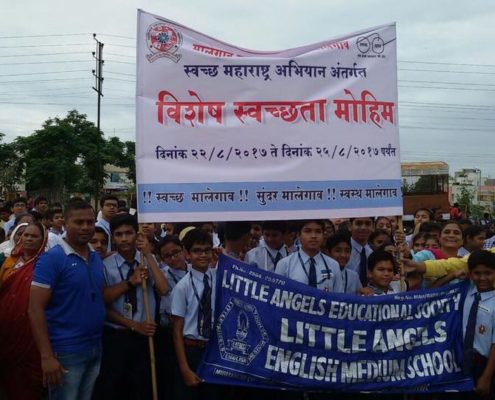 स्वच्छ महाराष्ट्र अभियान अंतर्गत
विशेष स्वच्छता मोहिम
दिनांक २२/८/२०१७ ते दिनांक २५/८/२०१७ पर्यंत
!! स्वच्छ मालेगाव !! सुंदर मालेगाव !! स्वस्थ मालेगाव
LITTLE ANGELS EDUCATIONAL SOCIETY
LITTLE ANGELS
ENGLISH MEDIUM SCHOOL